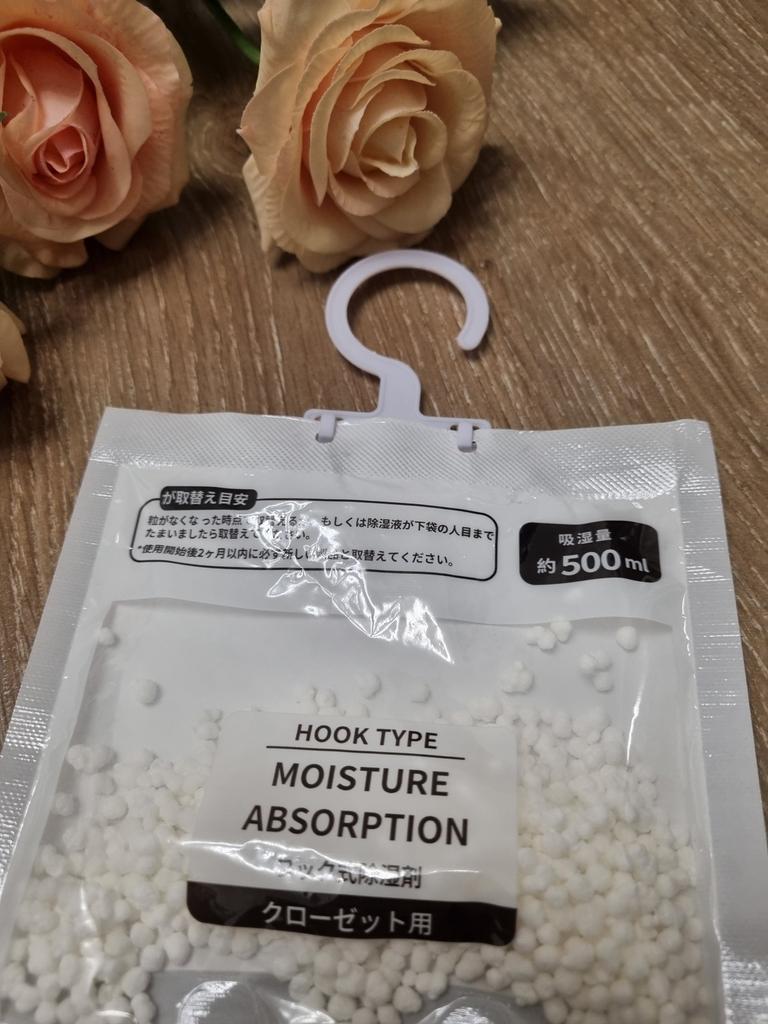 が取替え目安
粒がなくな った時点 取替える もしくは除湿液が下袋の人目まで
たまいましたら取替えてください。
*使用開始後2ヶ月以内に必ず新しい 品と取替えてください。
吸湿量
約500ml
HOOK TYPE
MOISTURE
ABSORPTION
フック式除湿剤
クローゼット用